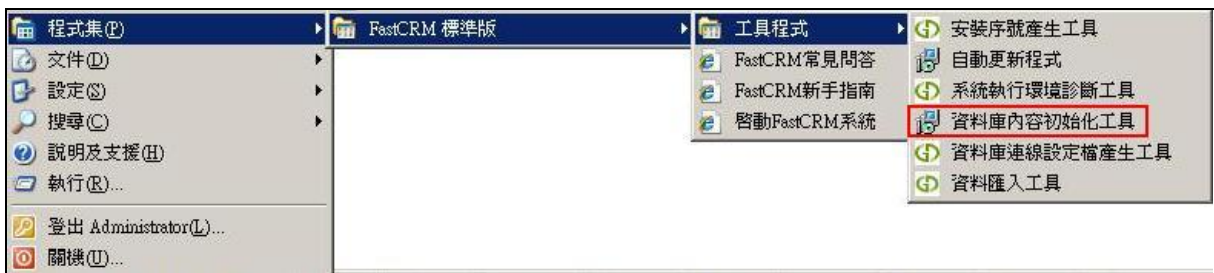 程式集(P)
文件(D)
設定(S)
搜尋(C)
說明及支援(H)
執行(R)...
登出 Administrator(L)...
關機(U)...
FastCRM 標準版
工具程式
FastCRM常見問答
FastCRM新手指南
啟動FastCRM系統
安裝序號產生工具
自動更新程式
系統執行環境診斷工具
資料庫內容初始化工具
資料庫連線設定檔產生工具
資料匯入工具